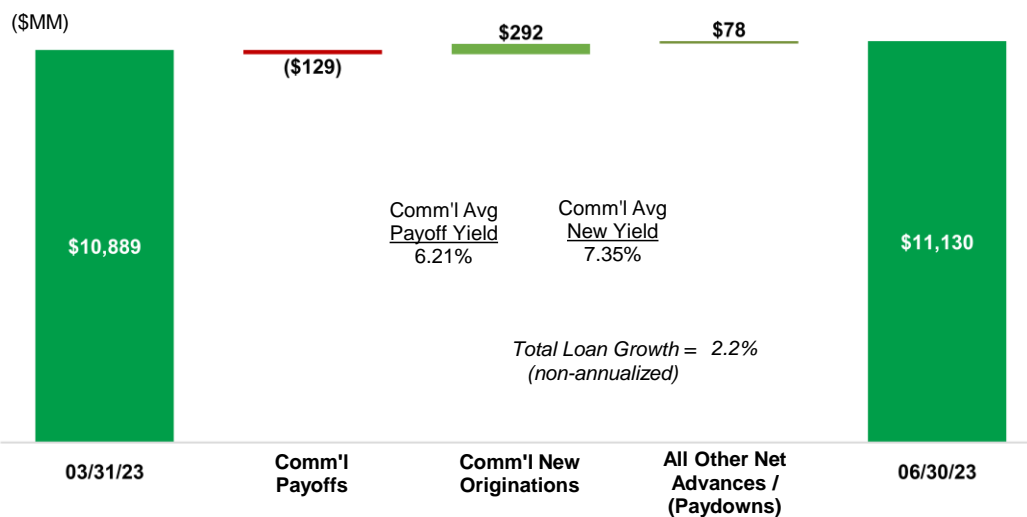 ($MM)
$292
$78
($129)
Comm'l Avg
Payoff Yield
6.21%
Comm'l Avg
New Yield
7.35%
$10,889
$11,130
Total Loan Growth = 2.2%
(non-annualized)
03/31/23
Comm'l
Payoffs
Comm'l New
Originations
All Other Net
Advances /
(Paydowns)
06/30/23